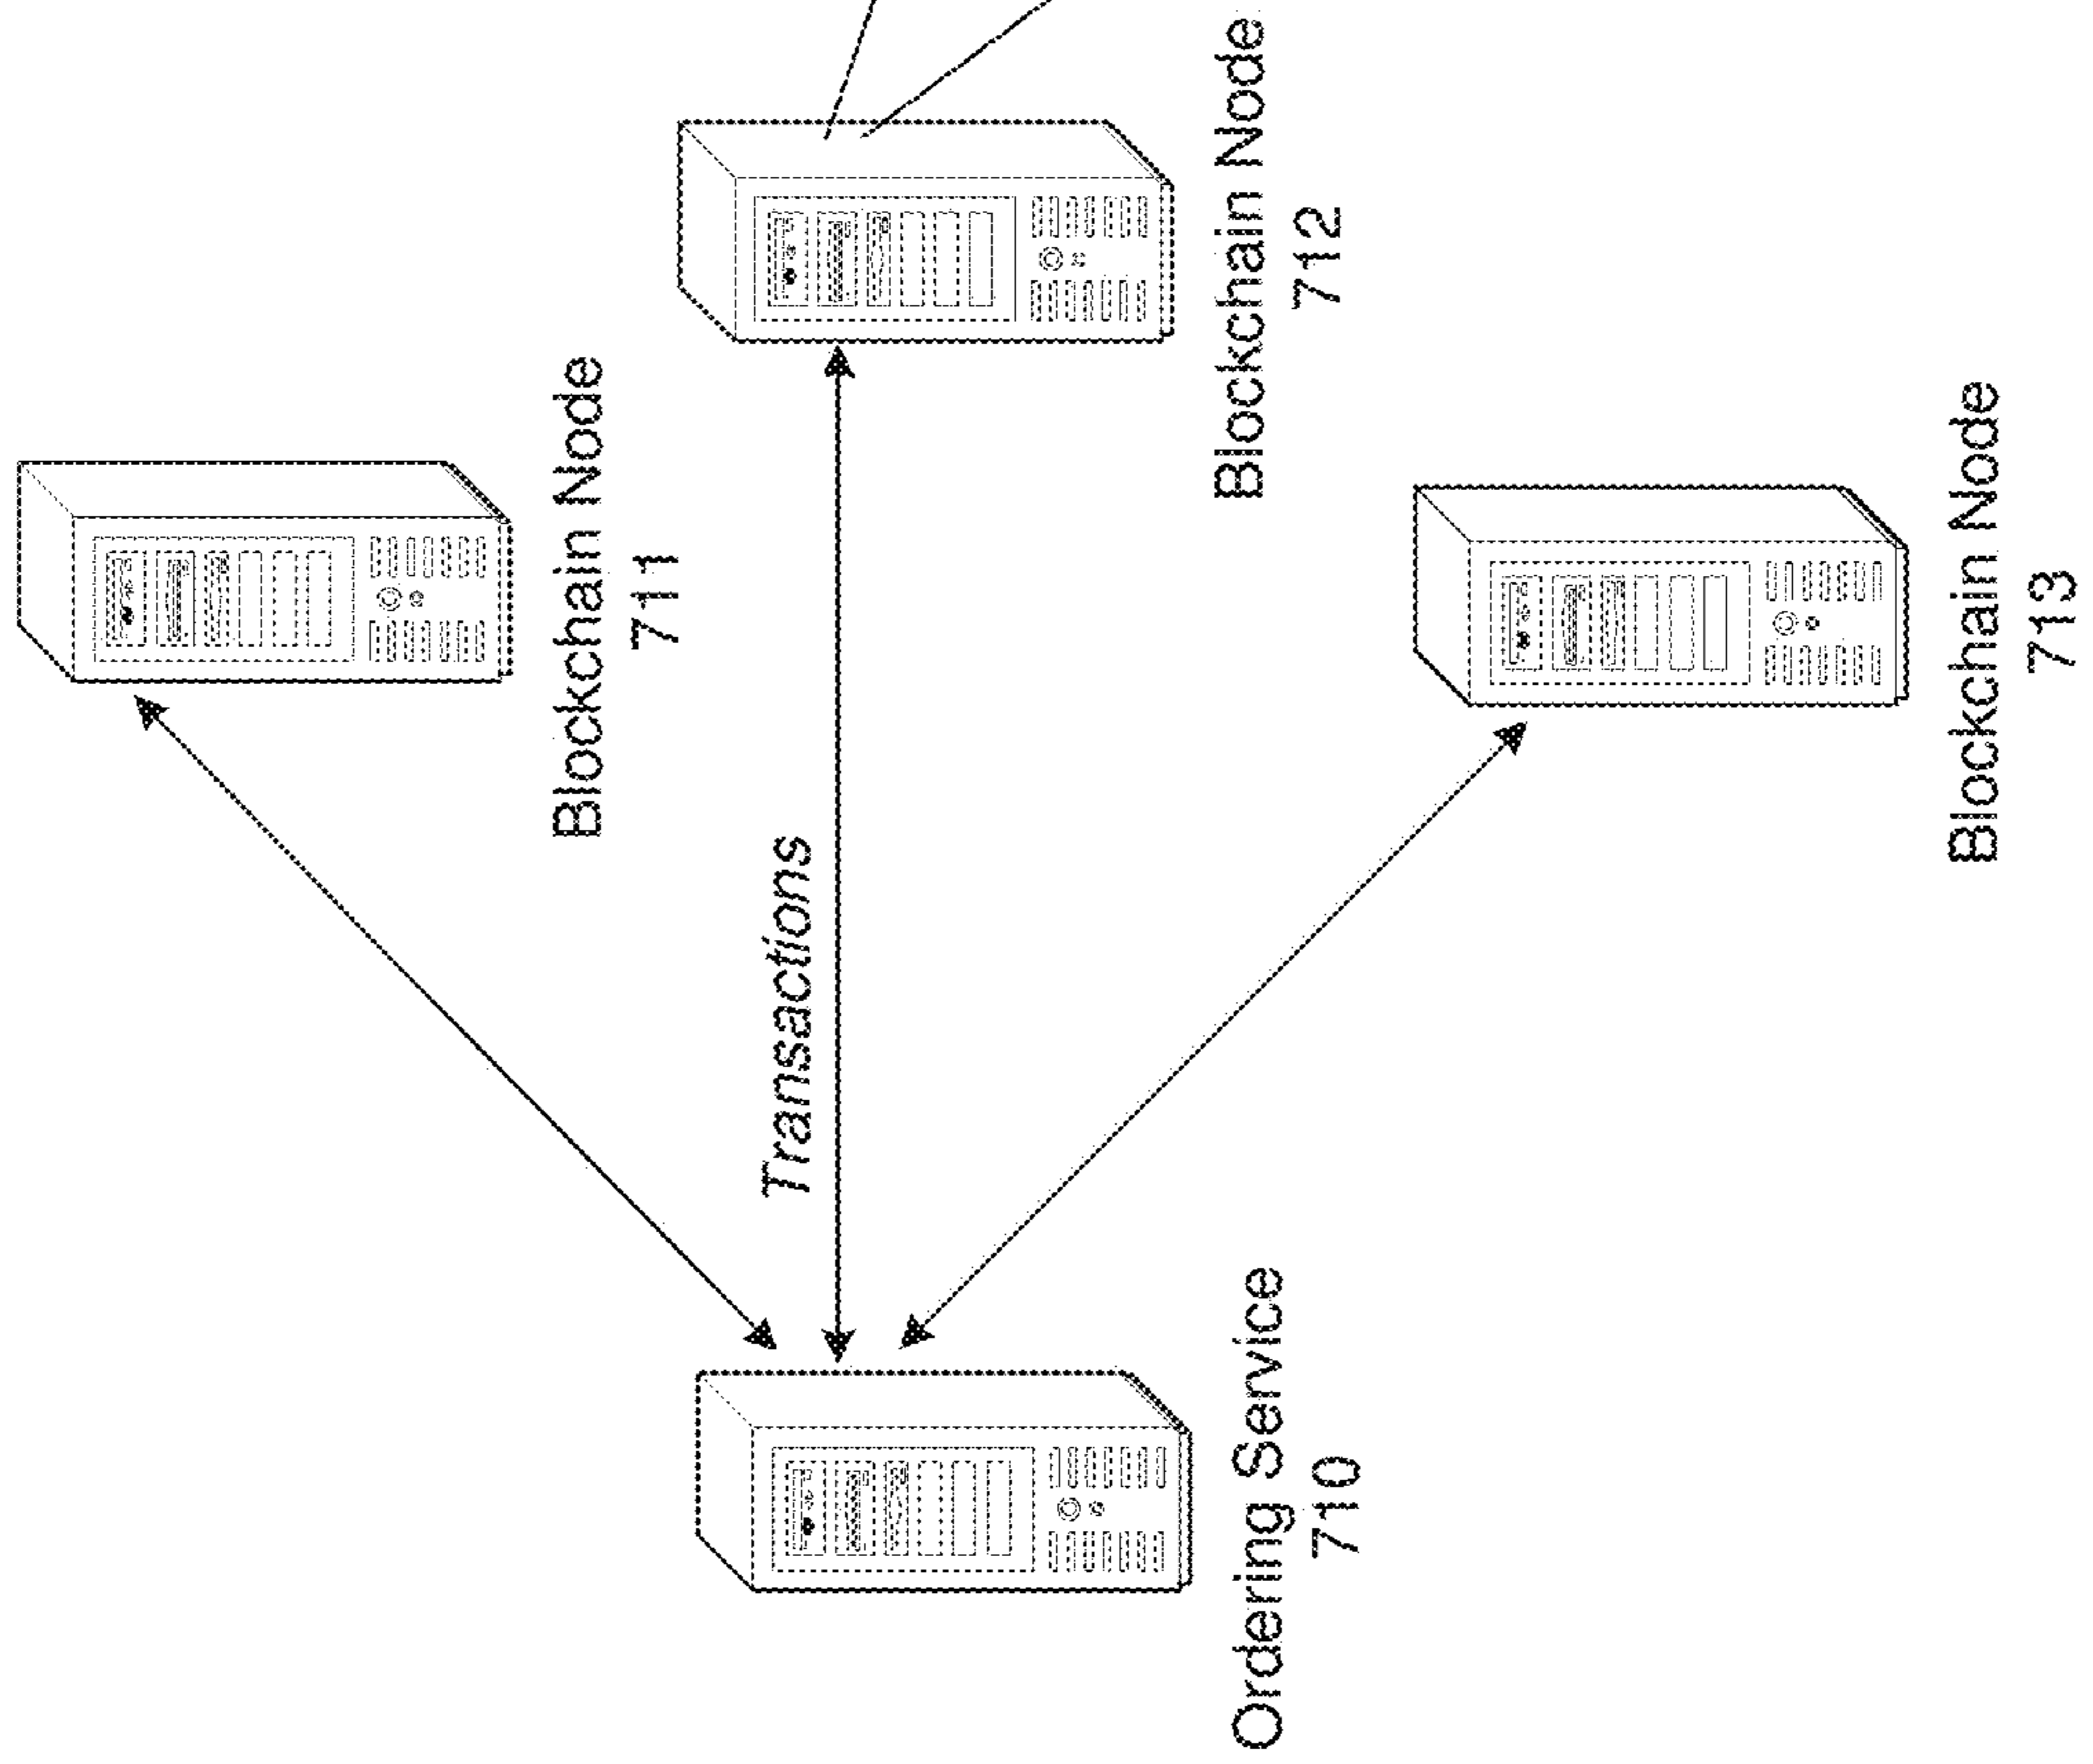 Blockchain Node
711
Transactions
Ordering Service
710
Blockchain Node
712
Blockchain Node
713